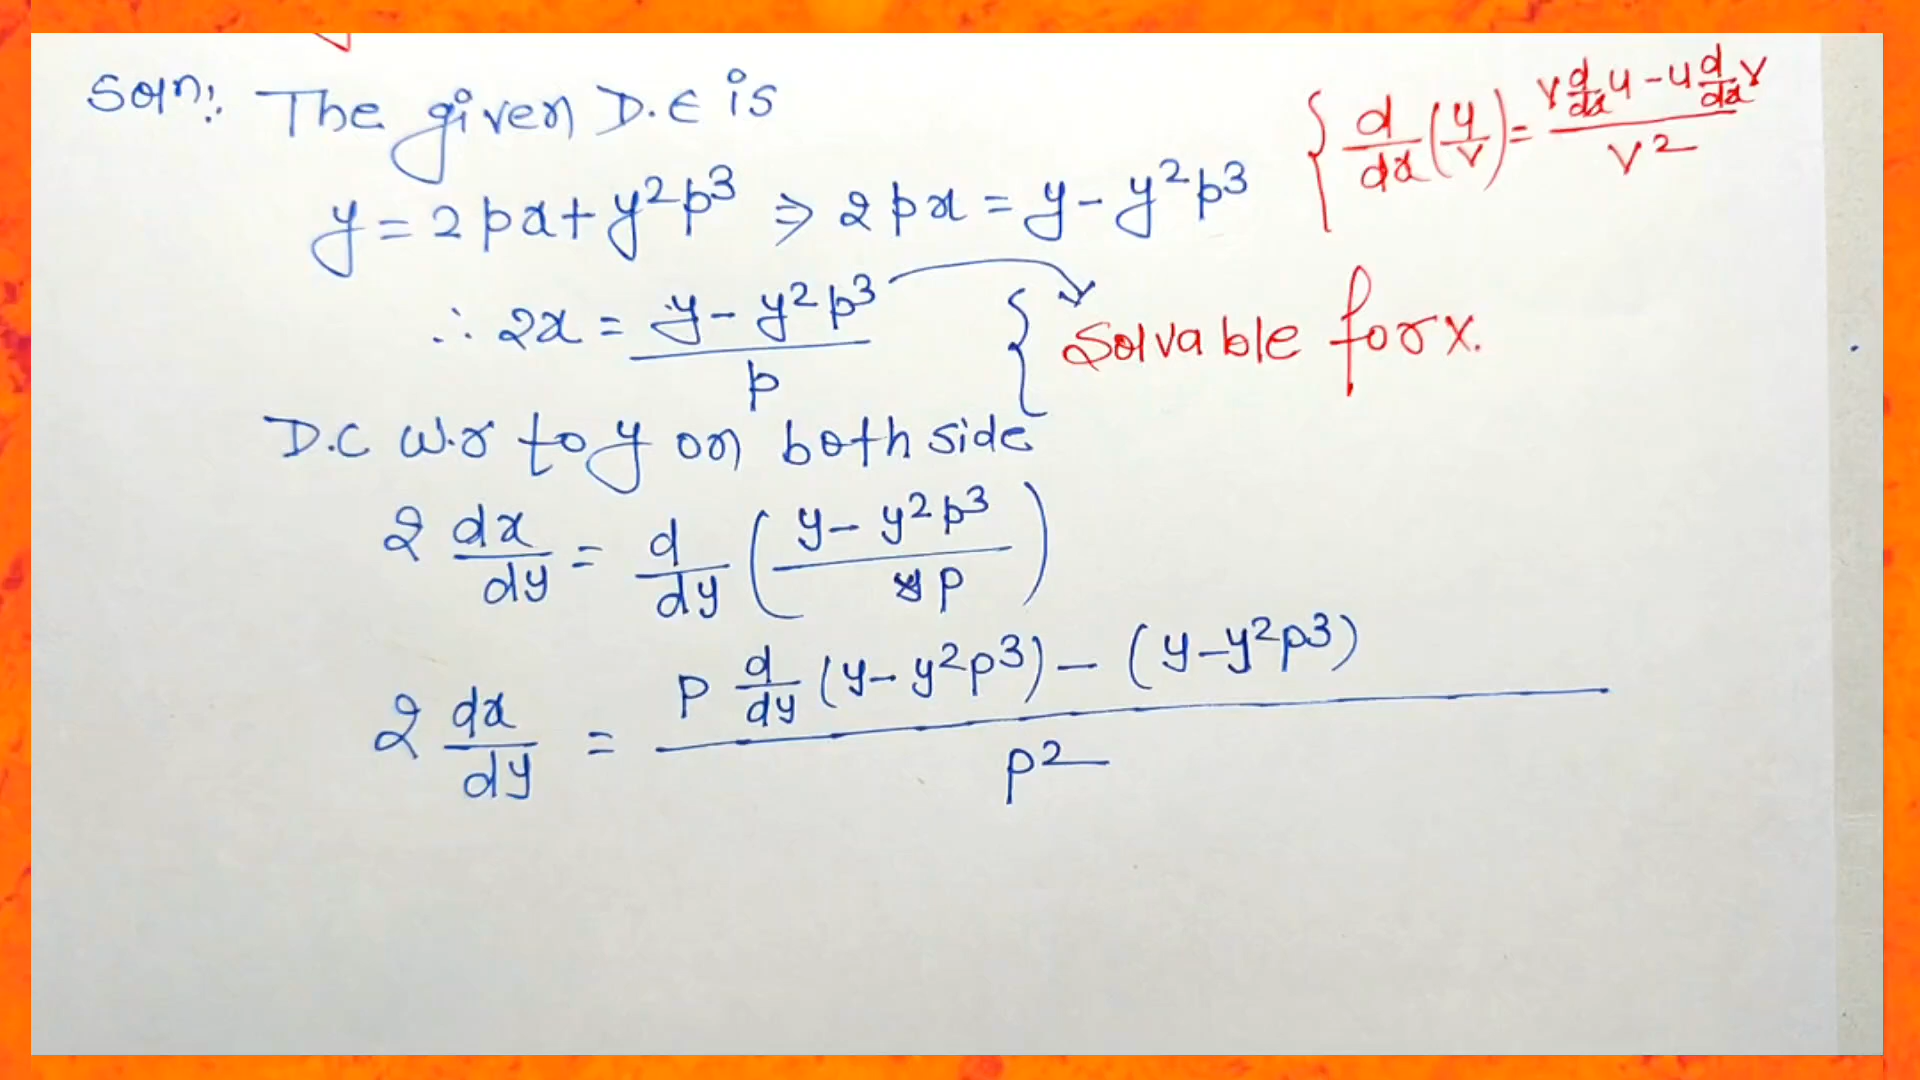 Soln:. The given D.E is
y = 2px + y²p³ ⇒ 2px = y - y²p³
{ d/dx (u/v) = (v d/dx u - u d/dx v) / v²
∴ 2x = (y - y²p³) / p { Solvable for x.
D.C w.r to y on both side
2 dx/dy = d/dy ( (y - y²p³) / p )
2 dx/dy = (p d/dy (y - y²p³) - (y - y²p³)) / p²